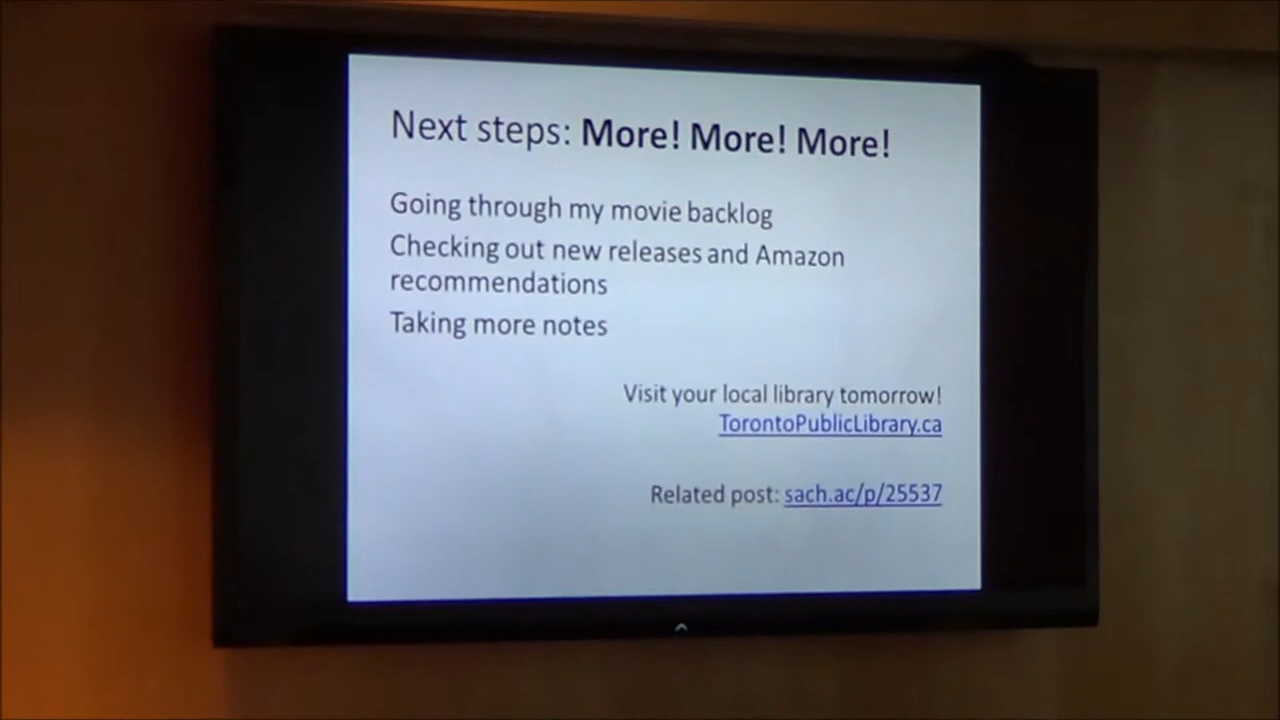 Next steps: More! More! More!
Going through my movie backlog
Checking out new releases and Amazon
recommendations
Taking more notes
Visit your local library tomorrow!
TorontoPublicLibrary.ca
Related post: sach.ac/p/25537